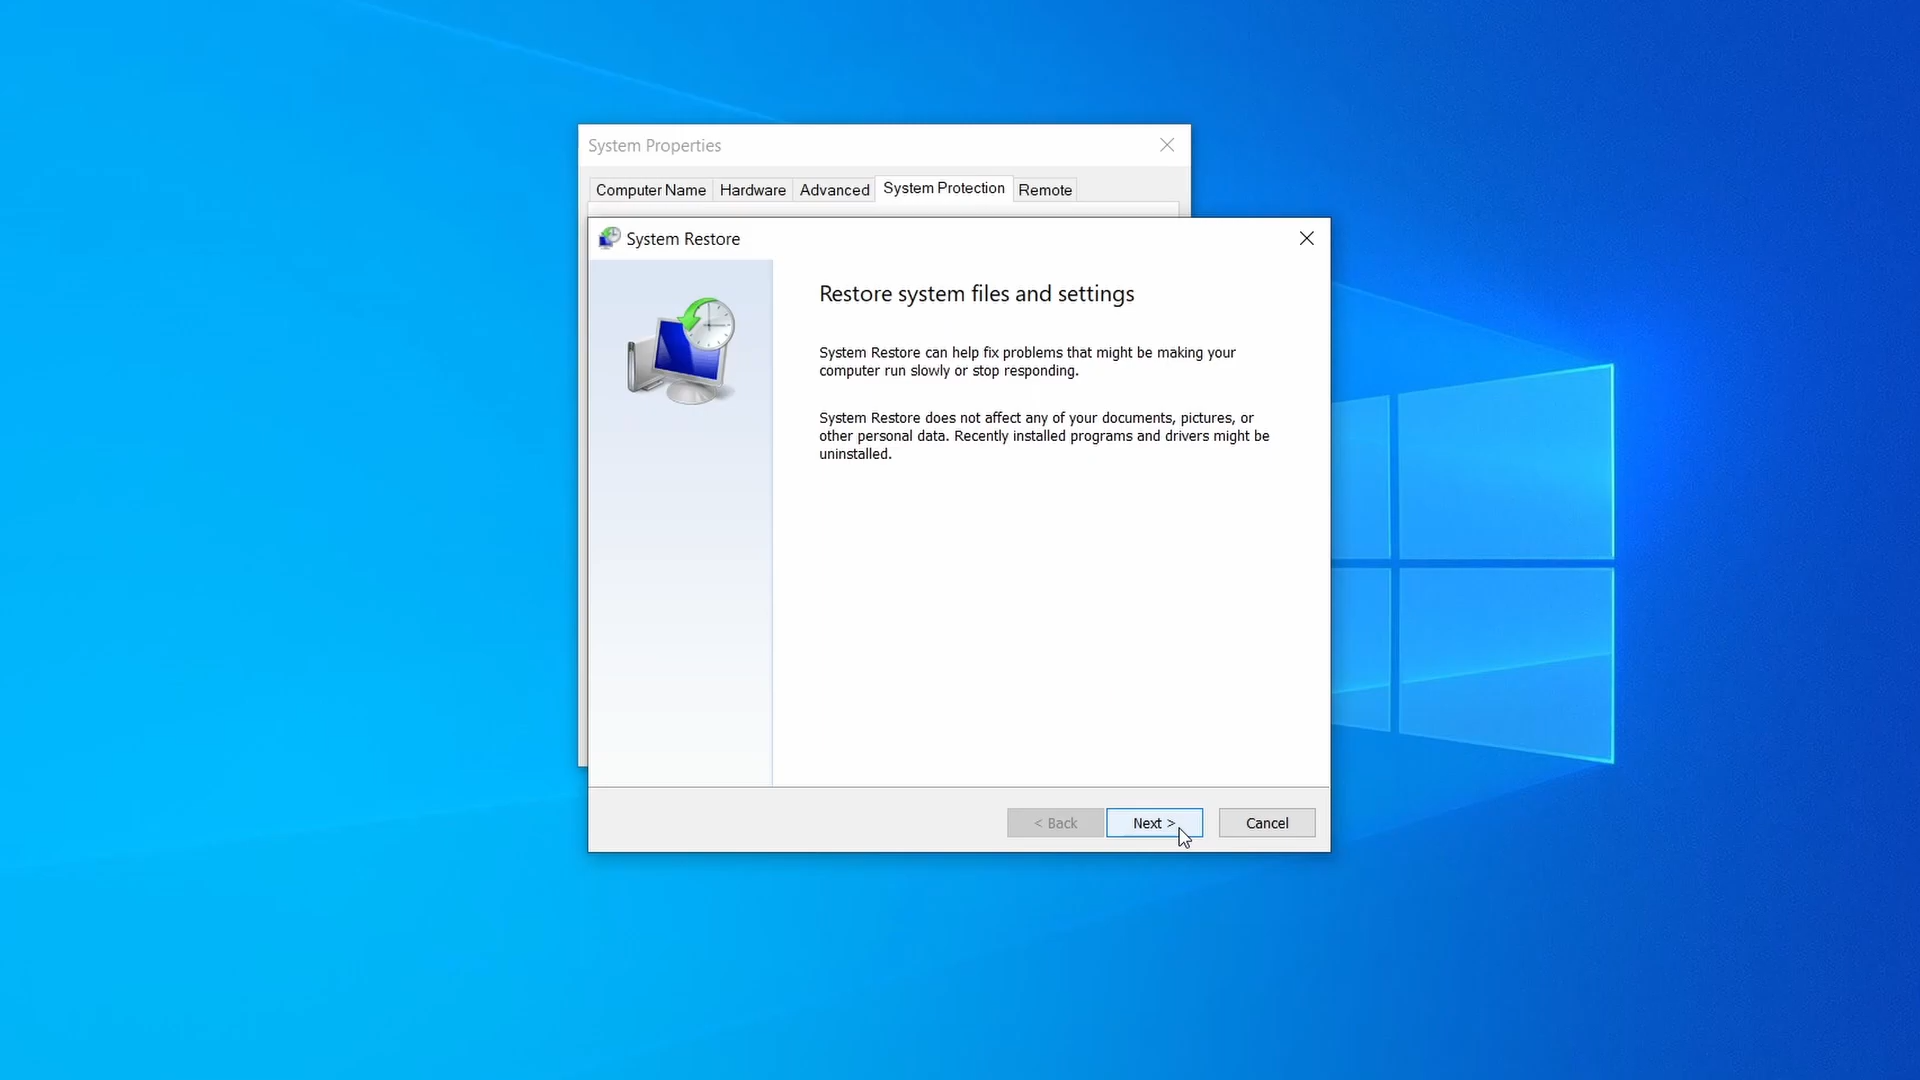 System Properties
Computer Name Hardware Advanced System Protection Remote
System Restore
Restore system files and settings
System Restore can help fix problems that might be making your
computer run slowly or stop responding.
System Restore does not affect any of your documents, pictures, or
other personal data. Recently installed programs and drivers might be
uninstalled.
< Back Next > Cancel